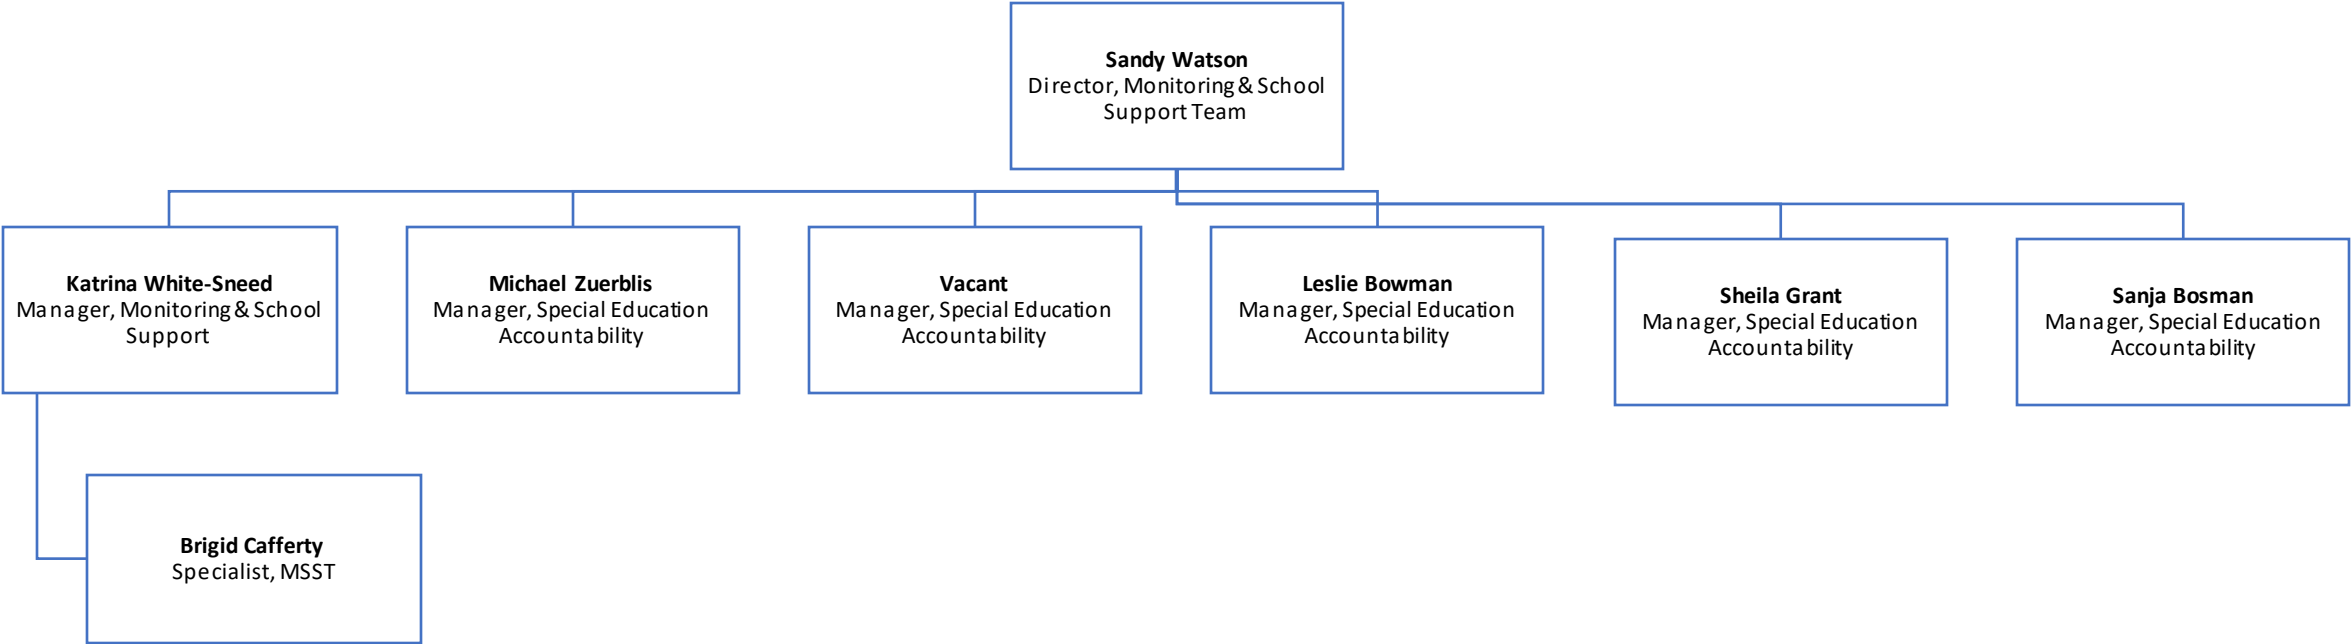 Sandy Watson
Director, Monitoring & School
Support Team
Katrina White-Sneed
Manager, Monitoring & School
Support
Michael Zuerblis
Manager, Special Education
Accountability
Vacant
Manager, Special Education
Accountability
Leslie Bowman
Manager, Special Education
Accountability
Sheila Grant
Manager, Special Education
Accountability
Sanja Bosman
Manager, Special Education
Accountability
Brigid Cafferty
Specialist, MSST